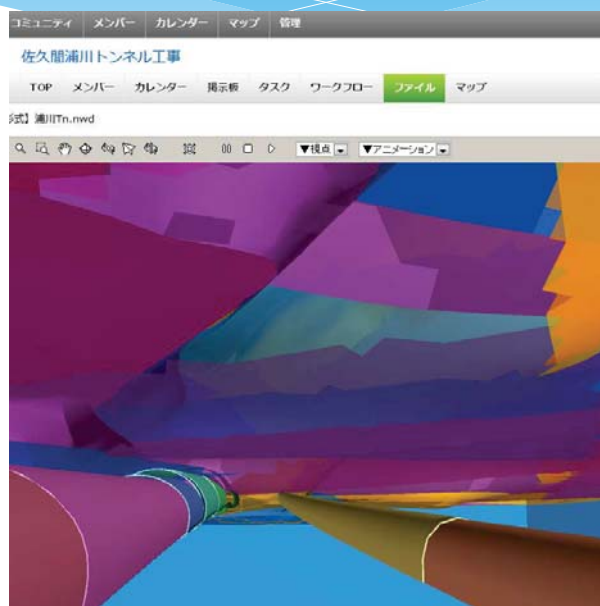 コミュニティ メンバー カレンダー マップ 管理
佐久間浦川トンネル工事
TOP メンバー カレンダー 掲示板 タスク ワークフロー ファイル マップ
形式】浦川Tn.nwd
▼視点 ▼アニメーション